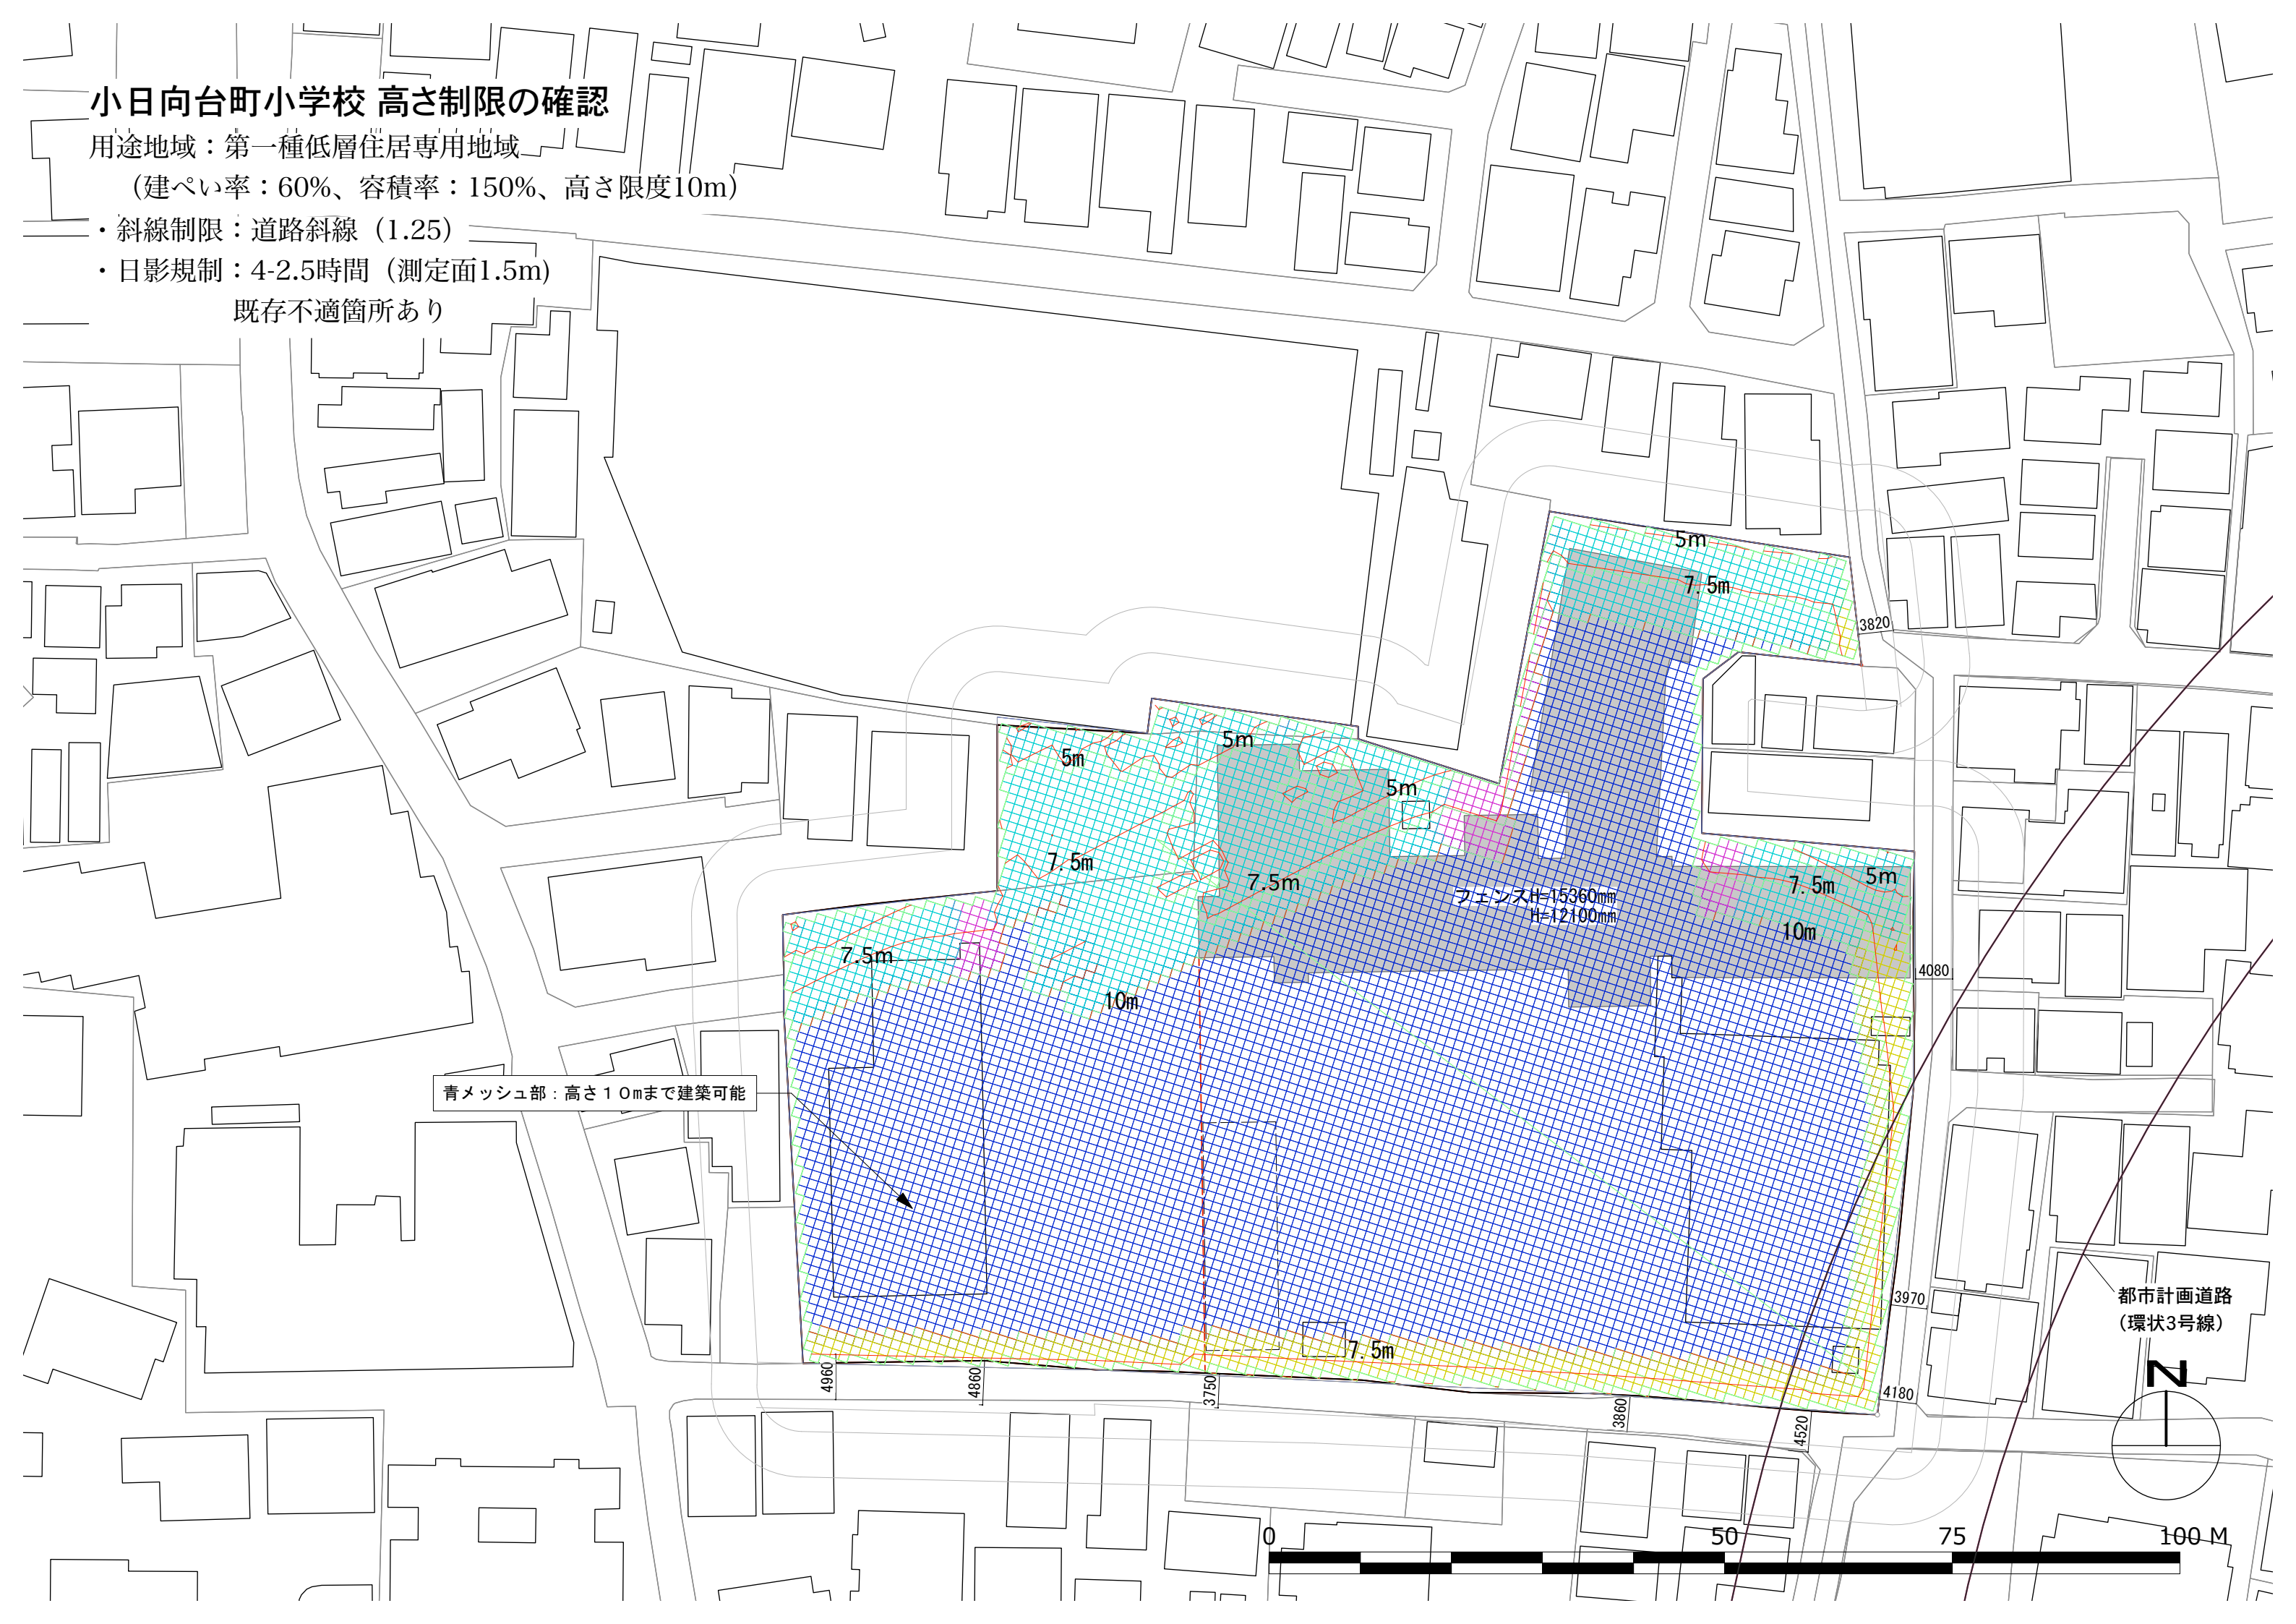 小日向台町小学校 高さ制限の確認
用途地域：第一種低層住居専用地域
（建ぺい率：60%、容積率：150%、高さ限度10m）
・斜線制限：道路斜線（1.25）
・日影規制：4-2.5時間（測定面1.5m)
既存不適箇所あり
5m
7.5m
3820
5m
5m
5m
7.5m
7.5m
7.5m
5m
フェンスH=15360mm
H=12100mm
10m
7.5m
4080
10m
青メッシュ部：高さ１０mまで建築可能
都市計画道路
（環状3号線）
3970
7.5m
4960
4860
3750
3860
4520
4180
N
0
50
75
100 M